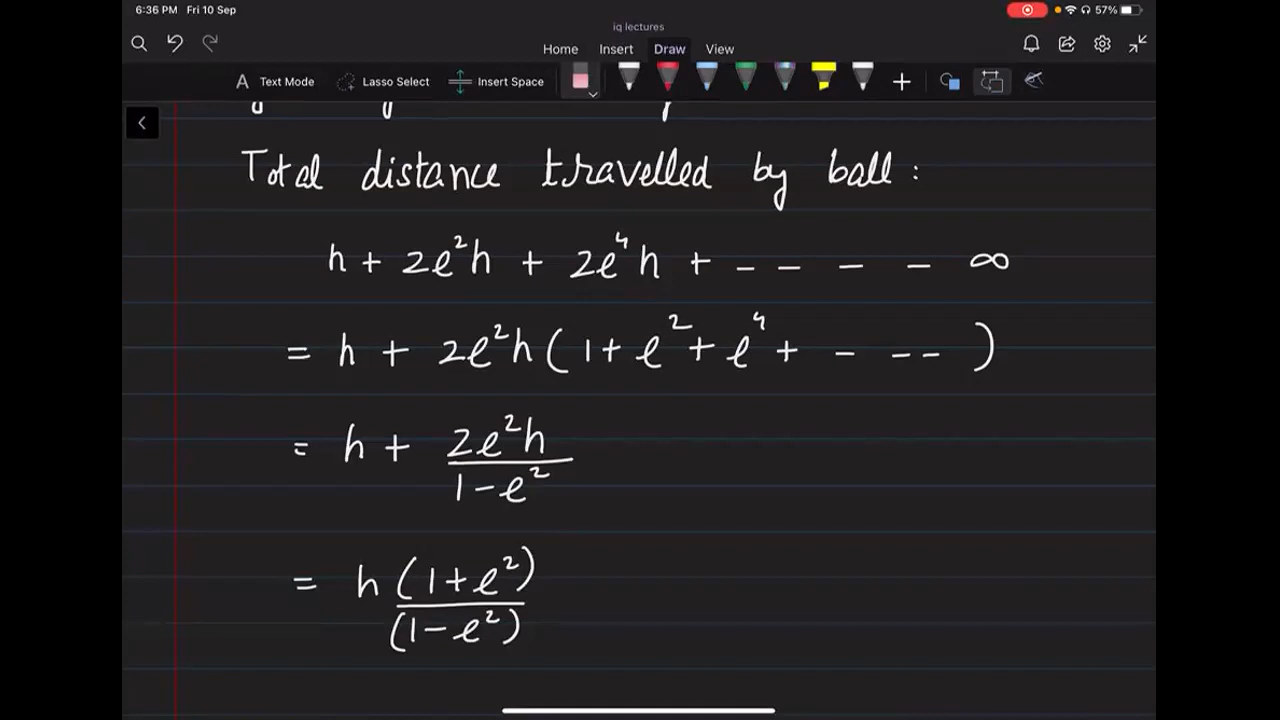 6:36 PM Fri 10 Sep
57%
iq lectures
Home Insert Draw View
Text Mode Lasso Select Insert Space
Total distance travelled by ball :
h + 2e²h + 2e⁴h + - - - - ∞
= h + 2e²h ( 1 + e² + e⁴ + - - - )
= h + 2e²h
1 - e²
= h (1 + e²)
(1 - e²)